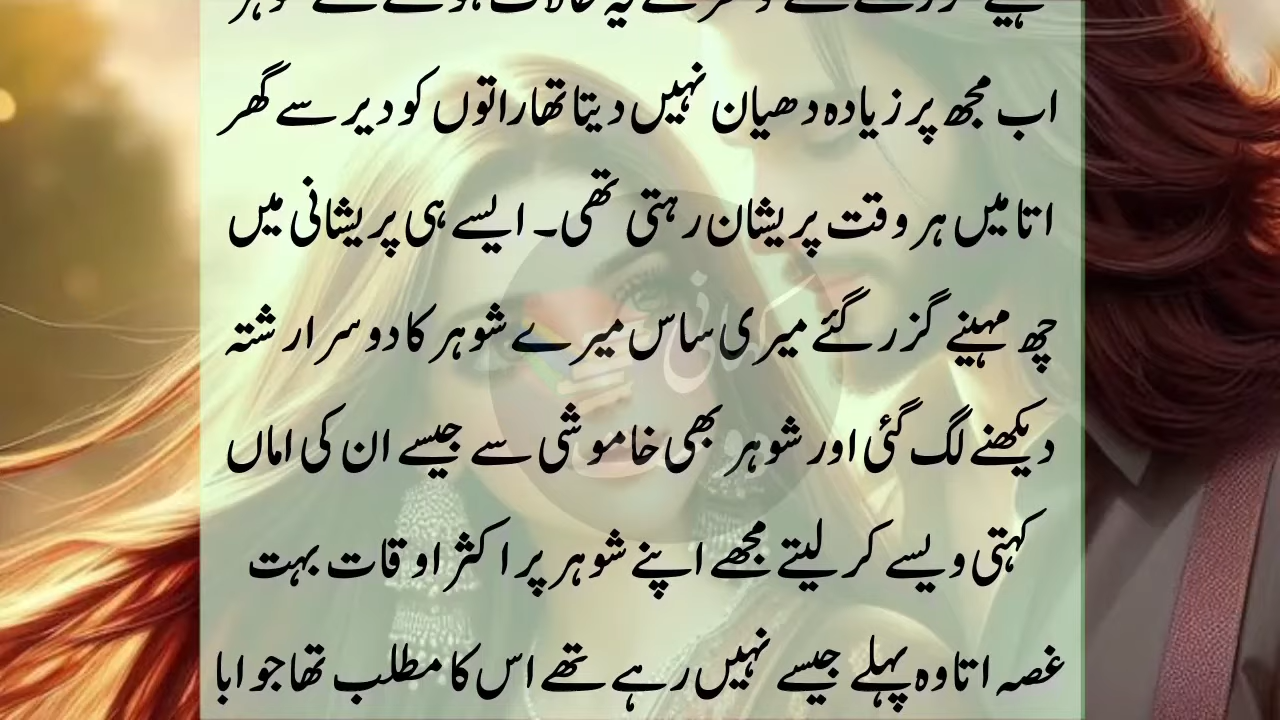 اب مجھ پر زیادہ دھیان نہیں دیتا تھا راتوں کو دیر سے گھر
اتا میں ہر وقت پریشان رہتی تھی۔ ایسے ہی پریشانی میں
چھ مہینے گزر گئے میری ساس میرے شوہر کا دوسرا رشتہ
دیکھنے لگ گئی اور شوہر بھی خاموشی سے جیسے ان کی اماں
کہتی ویسے کر لیتے مجھے اپنے شوہر پر اکثر اوقات بہت
غصہ اتا وہ پہلے جیسے نہیں رہے تھے اس کا مطلب تھا جو ابا
کہانی